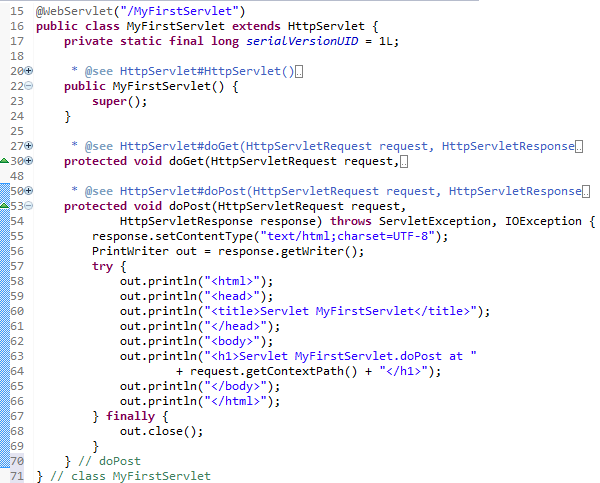 15 @WebServlet("/MyFirstServlet")
16 public class MyFirstServlet extends HttpServlet {
17     private static final long serialVersionUID = 1L;
18
20      * @see HttpServlet#HttpServlet()
22     public MyFirstServlet() {
23         super();
24     }
25
27      * @see HttpServlet#doGet(HttpServletRequest request, HttpServletResponse
30     protected void doGet(HttpServletRequest request,
48
50      * @see HttpServlet#doPost(HttpServletRequest request, HttpServletResponse
53     protected void doPost(HttpServletRequest request,
54             HttpServletResponse response) throws ServletException, IOException {
55         response.setContentType("text/html;charset=UTF-8");
56         PrintWriter out = response.getWriter();
57         try {
58             out.println("<html>");
59             out.println("<head>");
60             out.println("<title>Servlet MyFirstServlet</title>");
61             out.println("</head>");
62             out.println("<body>");
63             out.println("<h1>Servlet MyFirstServlet.doPost at "
64                     + request.getContextPath() + "</h1>");
65             out.println("</body>");
66             out.println("</html>");
67         } finally {
68             out.close();
69         }
70     } // doPost
71 } // class MyFirstServlet